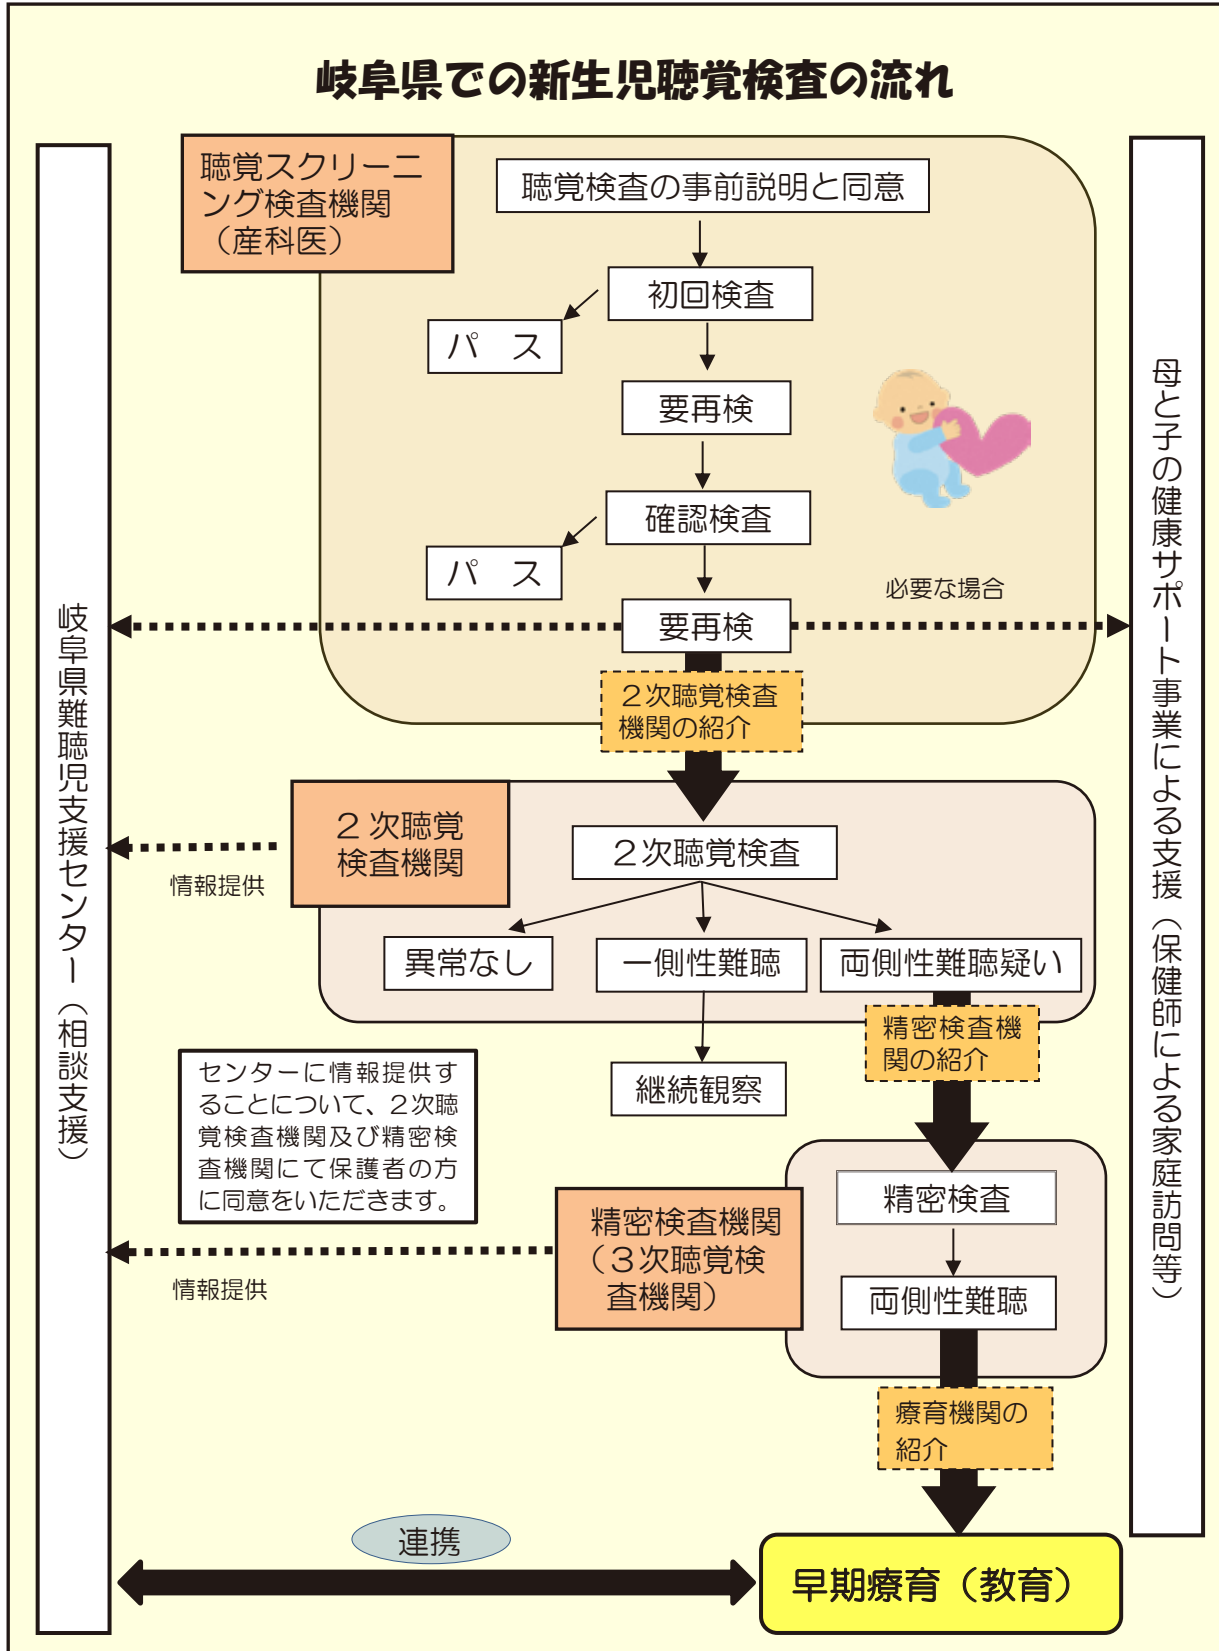 岐阜県での新生児聴覚検査の流れ
聴覚スクリーニ
ング検査機関
（産科医）
聴覚検査の事前説明と同意
初回検査
パ　ス
要再検
確認検査
パ　ス
必要な場合
要再検
２次聴覚検査
機関の紹介
２次聴覚
検査機関
２次聴覚検査
情報提供
異常なし
一側性難聴
両側性難聴疑い
精密検査機
関の紹介
継続観察
センターに情報提供す
ることについて、２次聴
覚検査機関及び精密検
査機関にて保護者の方
に同意をいただきます。
精密検査
精密検査機関
（３次聴覚検
査機関）
情報提供
両側性難聴
療育機関の
紹介
連携
早期療育（教育）
岐阜県難聴児支援センター（相談支援）
母と子の健康サポート事業による支援（保健師による家庭訪問等）